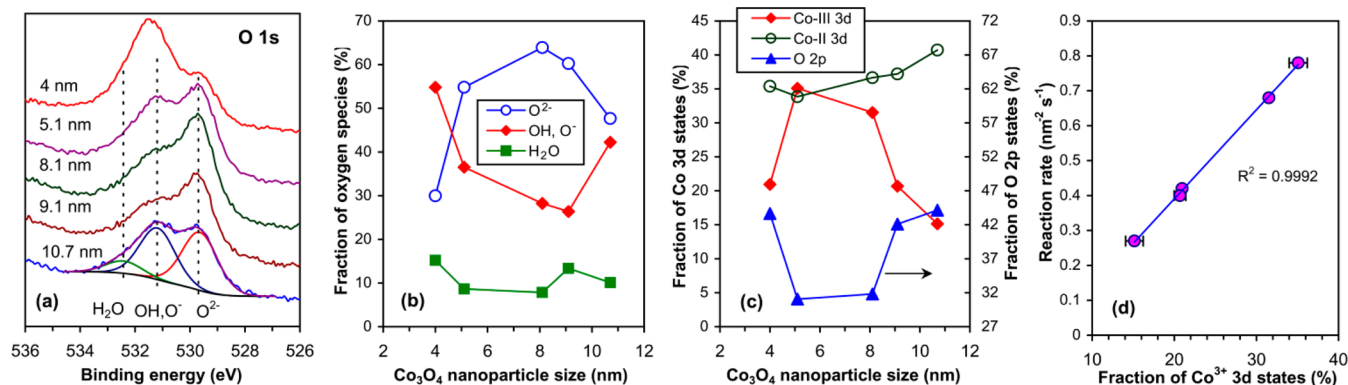 O 1s
4 nm
5.1 nm
8.1 nm
9.1 nm
10.7 nm
(a)
H₂O
OH,O⁻
O²⁻
536
534
532
530
528
526
Binding energy (eV)
Fraction of oxygen species (%)
70
60
50
40
30
20
10
0
(b)
O²⁻
OH, O⁻
H₂O
2
4
6
8
10
12
Co₃O₄ nanoparticle size (nm)
Fraction of Co 3d states (%)
45
40
35
30
25
20
15
10
5
0
Co-III 3d
Co-II 3d
O 2p
(c)
72
67
62
57
52
47
42
37
32
27
Fraction of O 2p states (%)
2
4
6
8
10
12
Co₃O₄ nanoparticle size (nm)
Reaction rate (nm⁻² s⁻¹)
0.9
0.8
0.7
0.6
0.5
0.4
0.3
0.2
0.1
0
R² = 0.9992
(d)
10
20
30
40
Fraction of Co³⁺ 3d states (%)